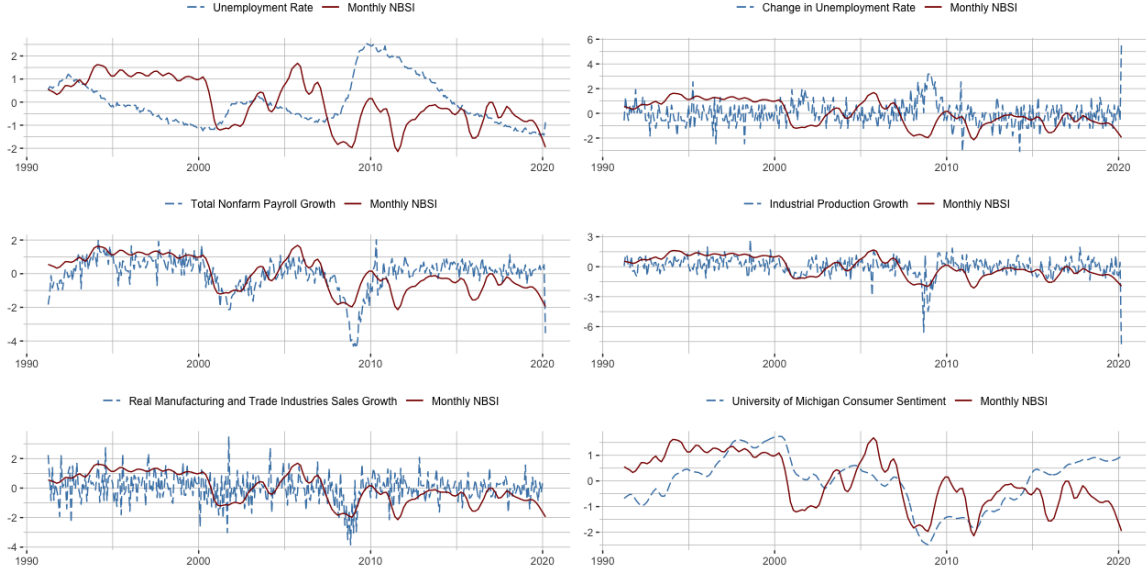 Unemployment Rate Monthly NBSI
2
1
0
-1
-2
1990 2000 2010 2020
Change in Unemployment Rate Monthly NBSI
6
4
2
0
-2
1990 2000 2010 2020
Total Nonfarm Payroll Growth Monthly NBSI
2
0
-2
-4
1990 2000 2010 2020
Industrial Production Growth Monthly NBSI
3
0
-3
-6
1990 2000 2010 2020
Real Manufacturing and Trade Industries Sales Growth Monthly NBSI
2
0
-2
-4
1990 2000 2010 2020
University of Michigan Consumer Sentiment Monthly NBSI
1
0
-1
-2
1990 2000 2010 2020